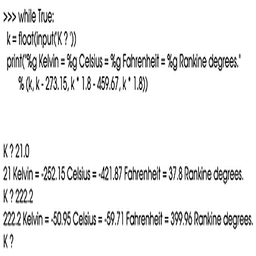 >>> while True:
k = float(input('K ? '))
print("%g Kelvin = %g Celsius = %g Fahrenheit = %g Rankine degrees."
% (k, k - 273.15, k * 1.8 - 459.67, k * 1.8))
K ? 21.0
21 Kelvin = -252.15 Celsius = -421.87 Fahrenheit = 37.8 Rankine degrees.
K ? 222.2
222.2 Kelvin = -50.95 Celsius = -59.71 Fahrenheit = 399.96 Rankine degrees.
K ?